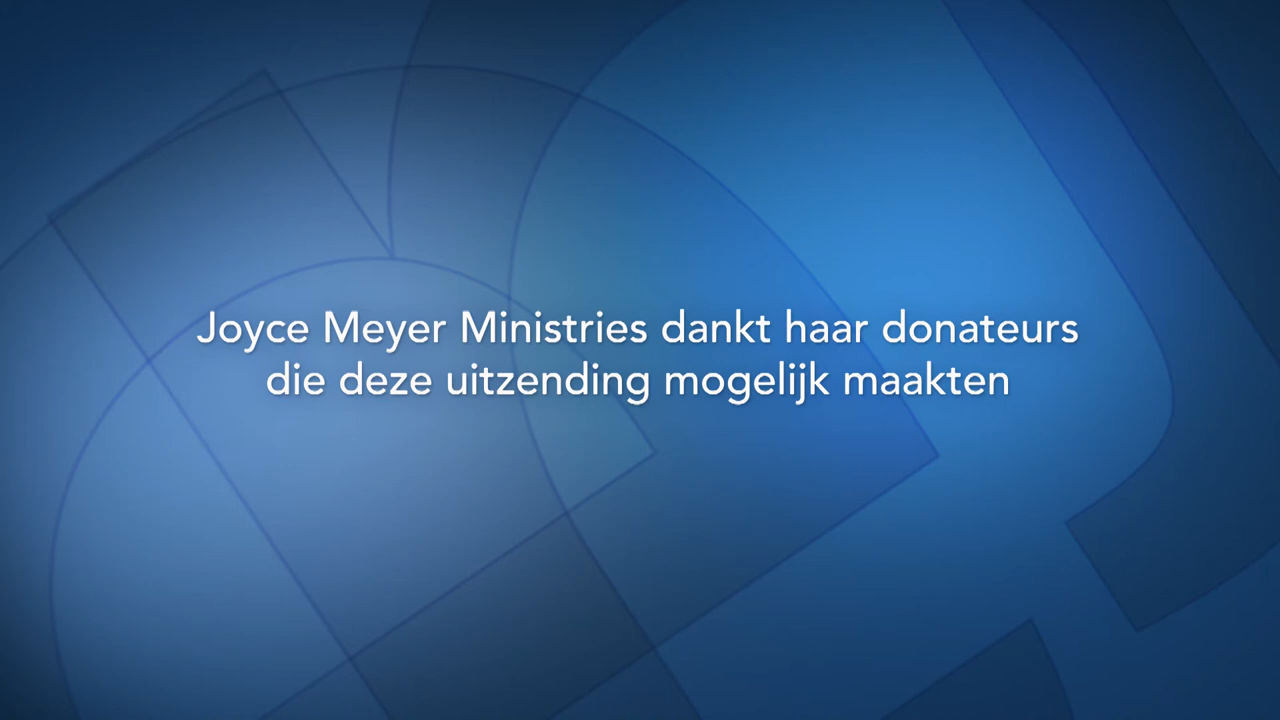 Joyce Meyer Ministries dankt haar donateurs
die deze uitzending mogelijk maakten